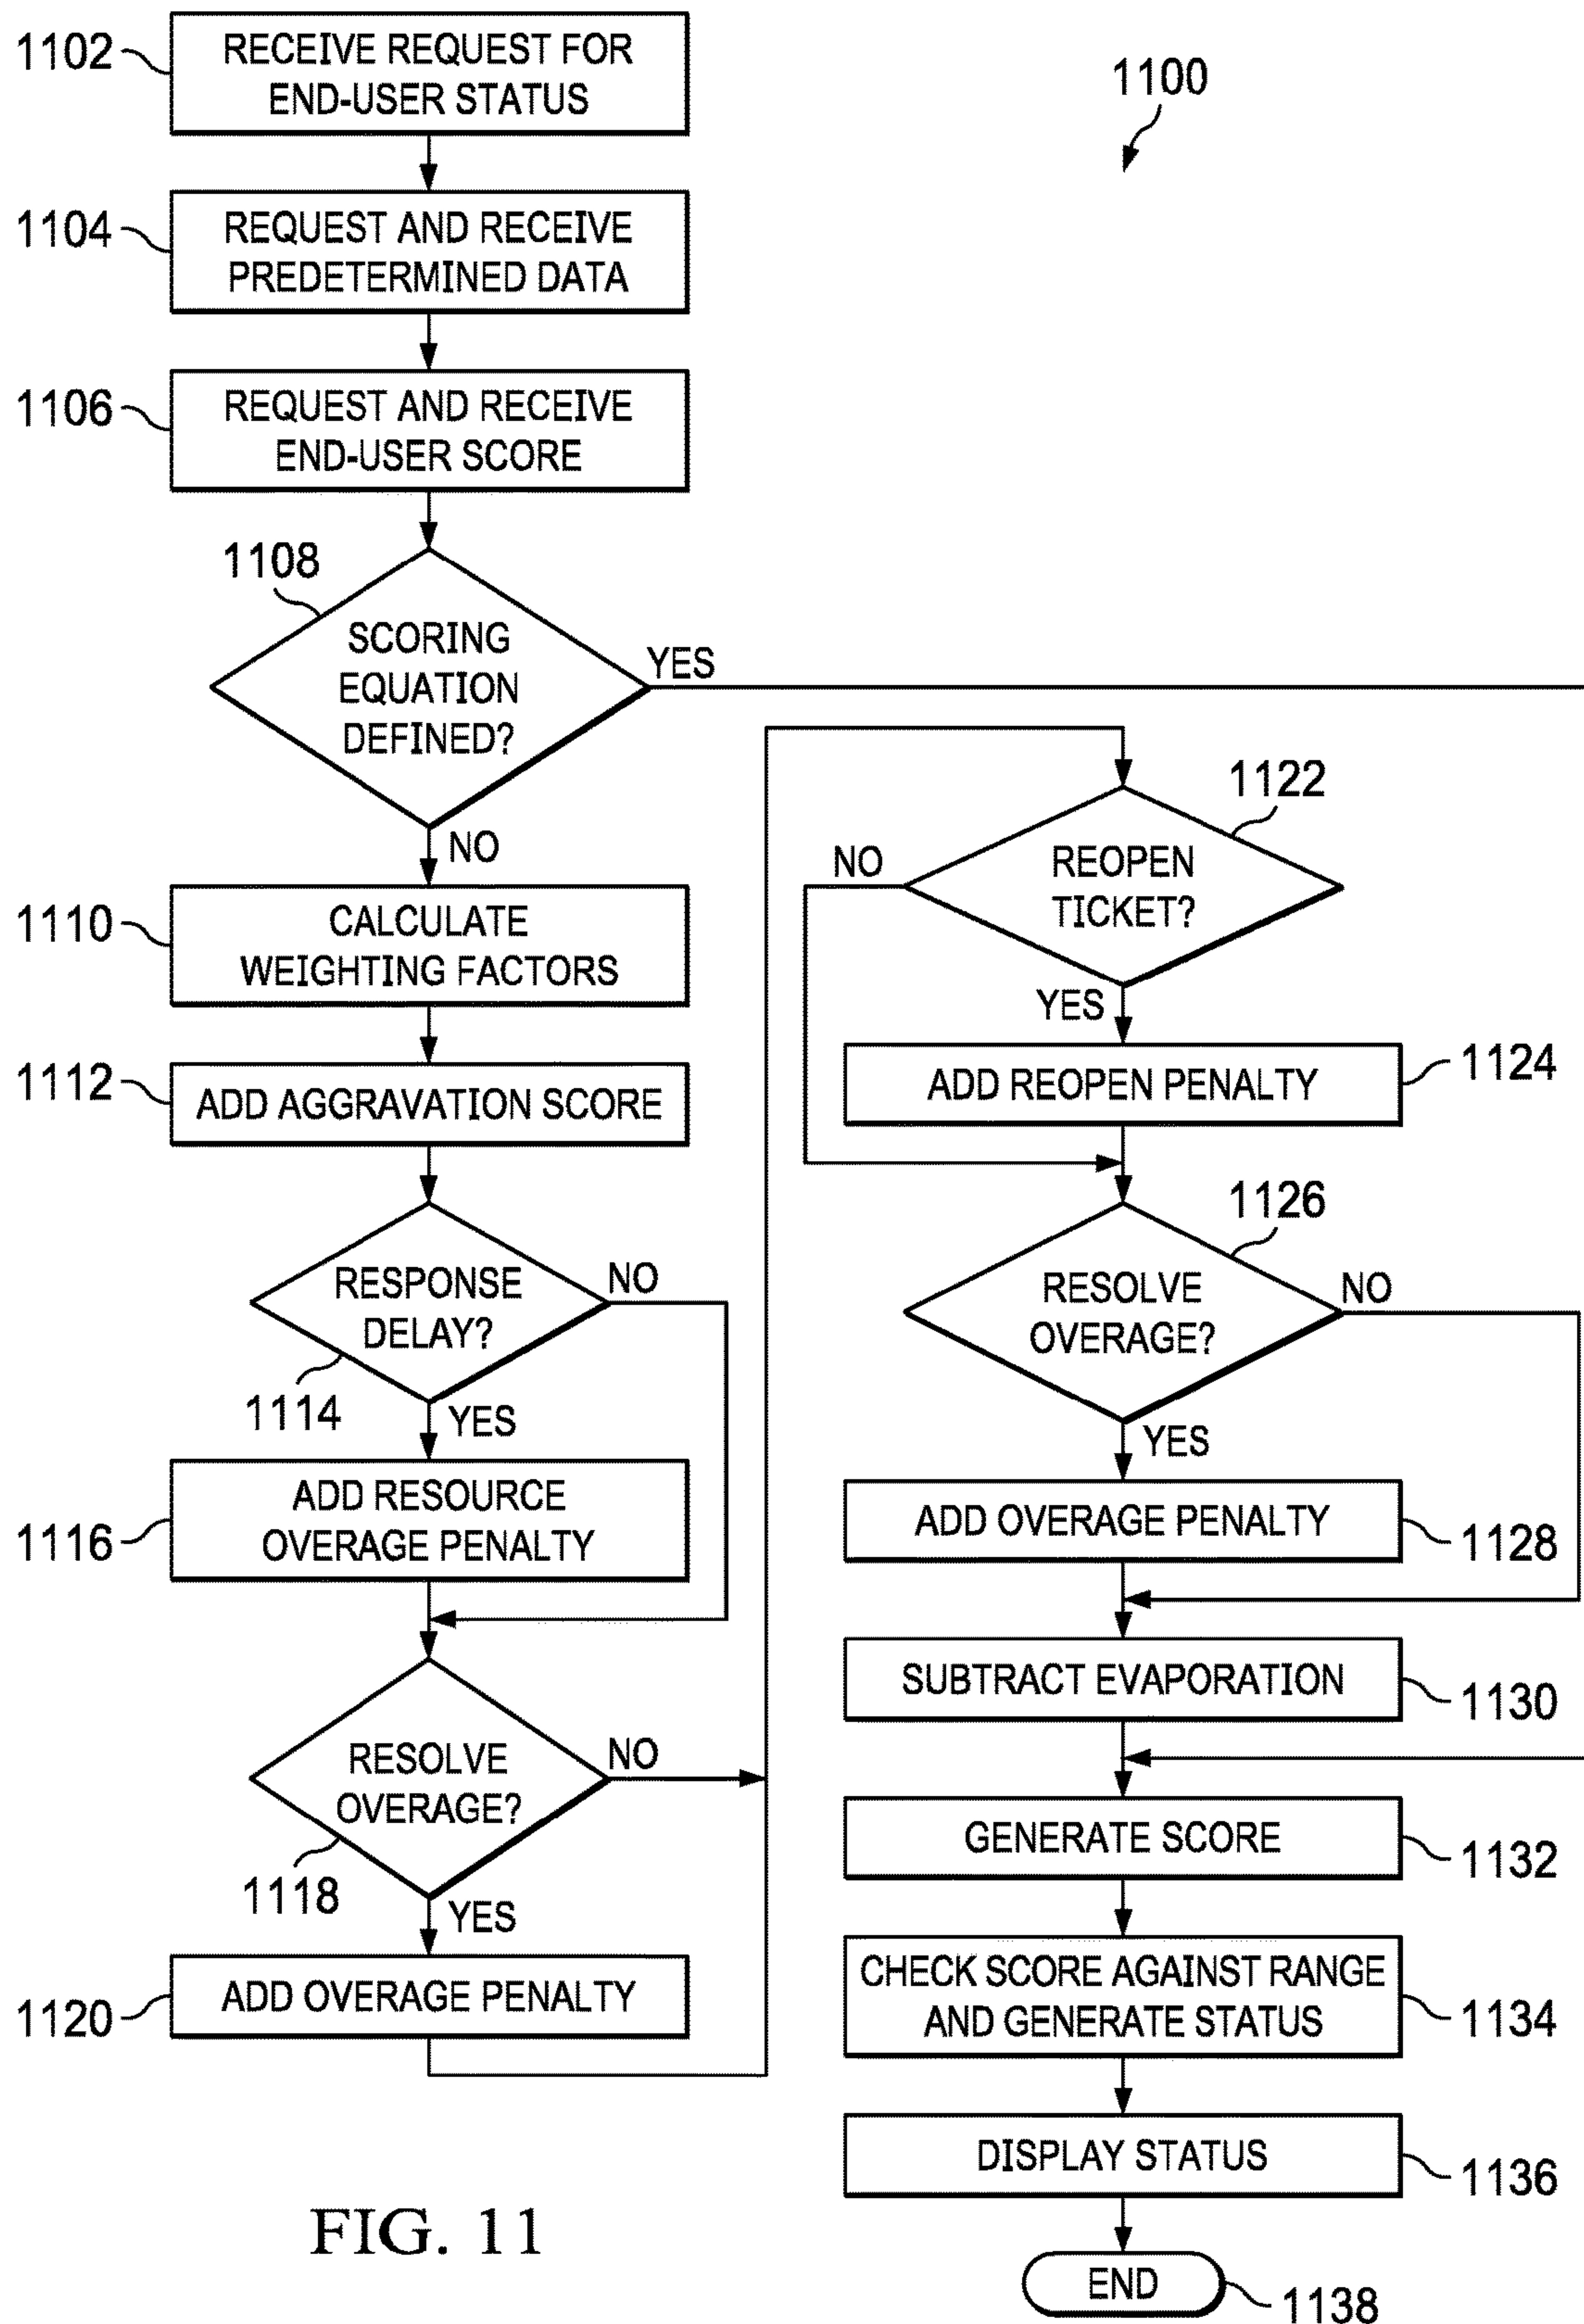 1100
1102
RECEIVE REQUEST FOR
END-USER STATUS
1104
REQUEST AND RECEIVE
PREDETERMINED DATA
1106
REQUEST AND RECEIVE
END-USER SCORE
1108
SCORING
EQUATION
DEFINED?
YES
NO
1110
CALCULATE
WEIGHTING FACTORS
1112
ADD AGGRAVATION SCORE
RESPONSE
DELAY?
NO
1114
YES
1116
ADD RESOURCE
OVERAGE PENALTY
RESOLVE
OVERAGE?
NO
1118
YES
1120
ADD OVERAGE PENALTY
1122
REOPEN
TICKET?
NO
YES
ADD REOPEN PENALTY
1124
1126
RESOLVE
OVERAGE?
NO
YES
ADD OVERAGE PENALTY
1128
SUBTRACT EVAPORATION
1130
GENERATE SCORE
1132
CHECK SCORE AGAINST RANGE
AND GENERATE STATUS
1134
DISPLAY STATUS
1136
END
1138
FIG. 11